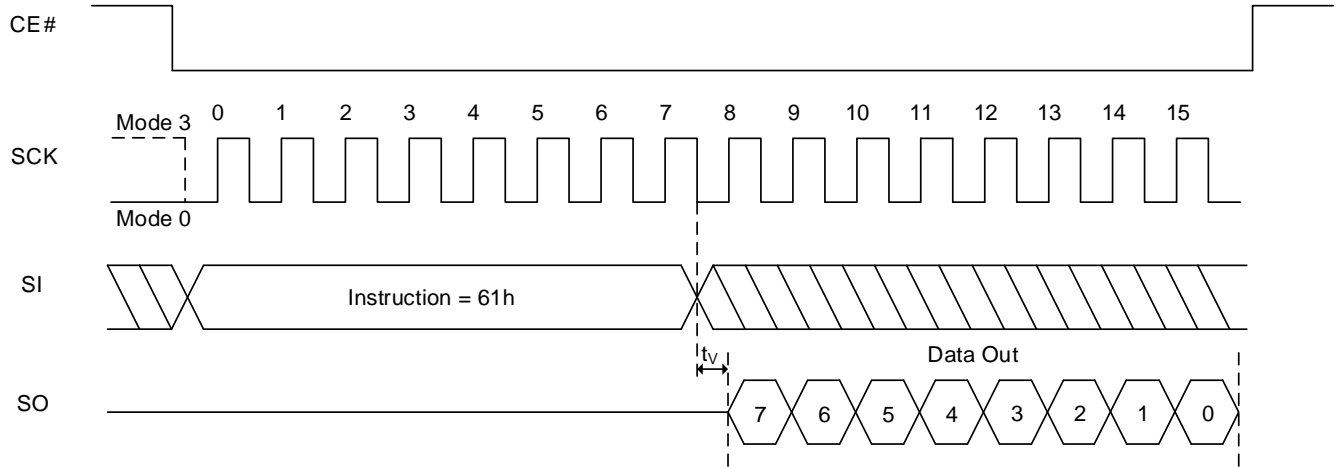 CE#
0 1 2 3 4 5 6 7 8 9 10 11 12 13 14 15
Mode 3
SCK
Mode 0
SI
Instruction = 61h
tV
Data Out
SO
7 6 5 4 3 2 1 0